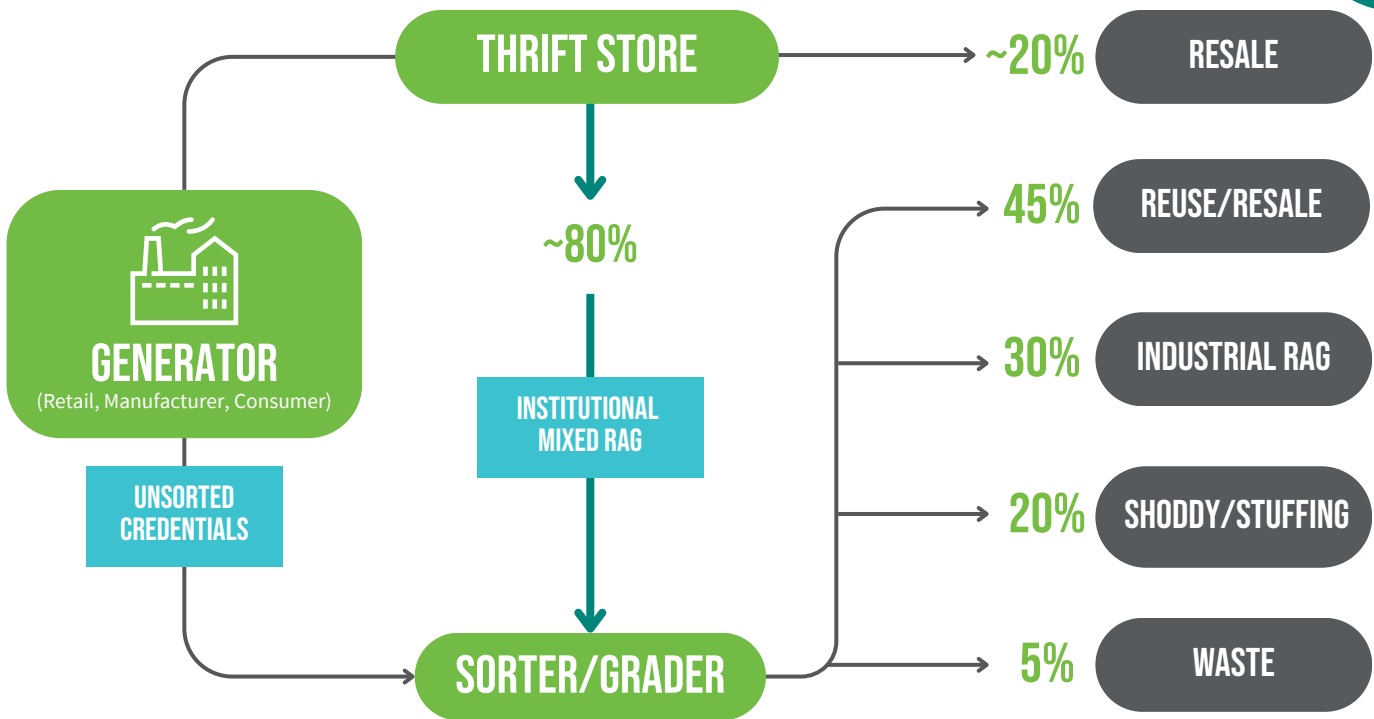 THRIFT STORE
~20%
RESALE
~80%
45%
REUSE/RESALE
GENERATOR
(Retail, Manufacturer, Consumer)
30%
INDUSTRIAL RAG
INSTITUTIONAL
MIXED RAG
UNSORTED
CREDENTIALS
20%
SHODDY/STUFFING
SORTER/GRADER
5%
WASTE